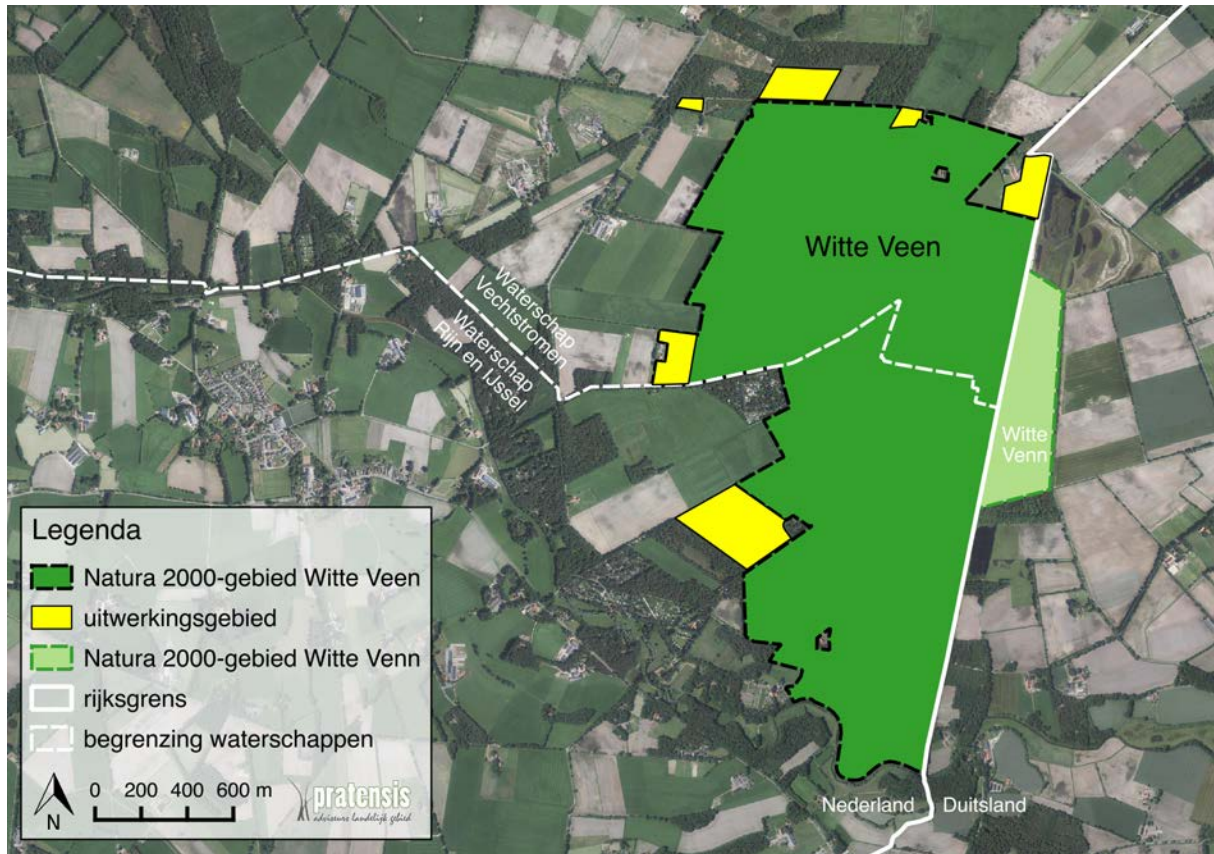 Witte Veen
Waterschap
Vechtstromen
Waterschap
Rijn en IJssel
Witte
Venn
Legenda
Natura 2000-gebied Witte Veen
uitwerkingsgebied
Natura 2000-gebied Witte Venn
rijksgrens
begrenzing waterschappen
N
0 200 400 600 m
pratensis
adviseurs landelijk gebied
Nederland
Duitsland